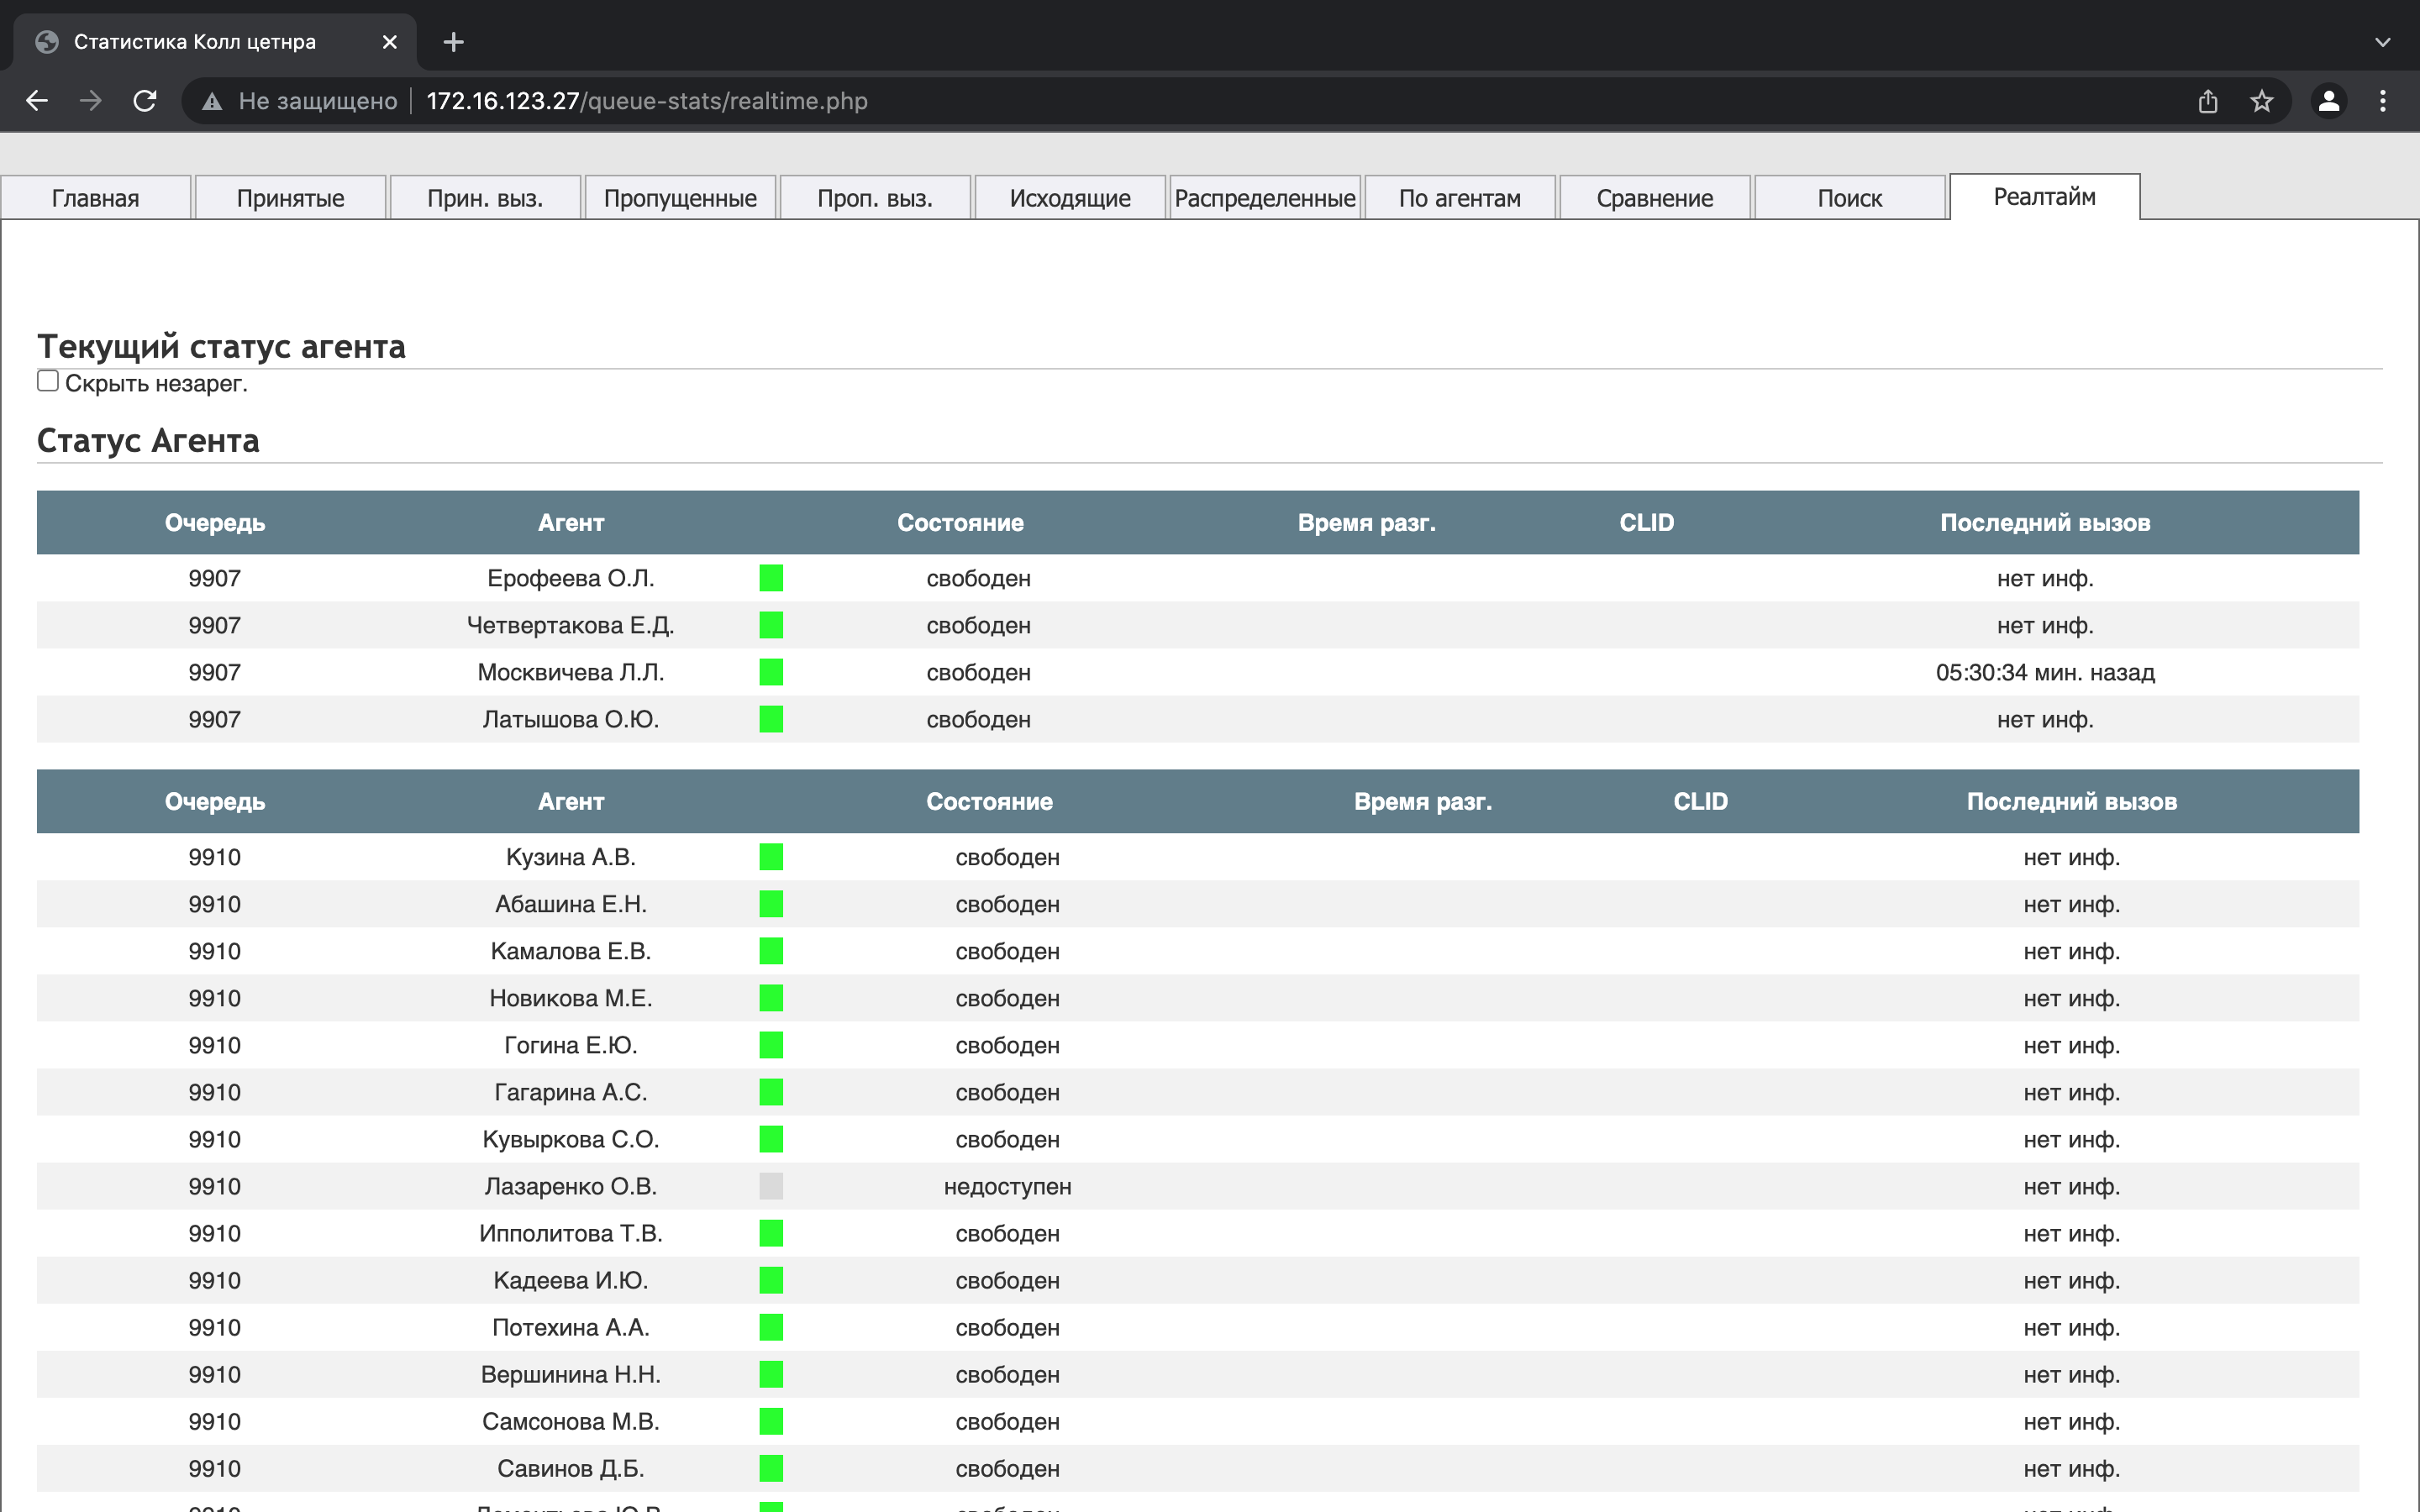 Статистика Колл цетнра
Не защищено 172.16.123.27/queue-stats/realtime.php
Главная Принятые Прин. выз. Пропущенные Проп. выз. Исходящие Распределенные По агентам Сравнение Поиск Реалтайм
Текущий статус агента
Скрыть незарег.
Статус Агента
Очередь Агент Состояние Время разг. CLID Последний вызов
9907 Ерофеева О.Л. свободен нет инф.
9907 Четвертакова Е.Д. свободен нет инф.
9907 Москвичева Л.Л. свободен 05:30:34 мин. назад
9907 Латышова О.Ю. свободен нет инф.
Очередь Агент Состояние Время разг. CLID Последний вызов
9910 Кузина А.В. свободен нет инф.
9910 Абашина Е.Н. свободен нет инф.
9910 Камалова Е.В. свободен нет инф.
9910 Новикова М.Е. свободен нет инф.
9910 Гогина Е.Ю. свободен нет инф.
9910 Гагарина А.С. свободен нет инф.
9910 Кувыркова С.О. свободен нет инф.
9910 Лазаренко О.В. недоступен нет инф.
9910 Ипполитова Т.В. свободен нет инф.
9910 Кадеева И.Ю. свободен нет инф.
9910 Потехина А.А. свободен нет инф.
9910 Вершинина Н.Н. свободен нет инф.
9910 Самсонова М.В. свободен нет инф.
9910 Савинов Д.Б. свободен нет инф.